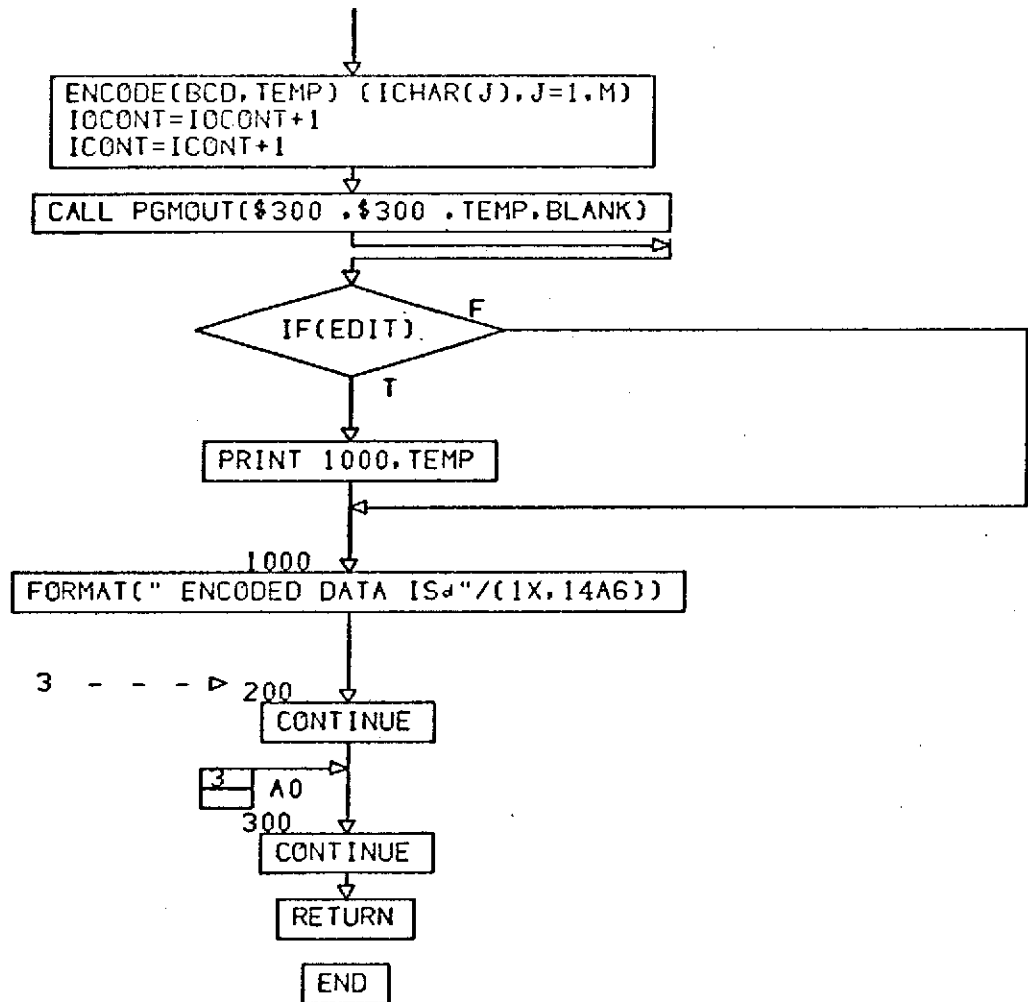 ENCODE(BCD,TEMP) (ICHAR(J),J=1,M)
IOCONT=IOCONT+1
ICONT=ICONT+1
CALL PGMOUT($300 ,$300 ,TEMP,BLANK)
F
IF(EDIT)
T
PRINT 1000,TEMP
1000
FORMAT(" ENCODED DATA ISd"/(1X,14A6))
3 - - -
200
CONTINUE
3
A0
300
CONTINUE
RETURN
END